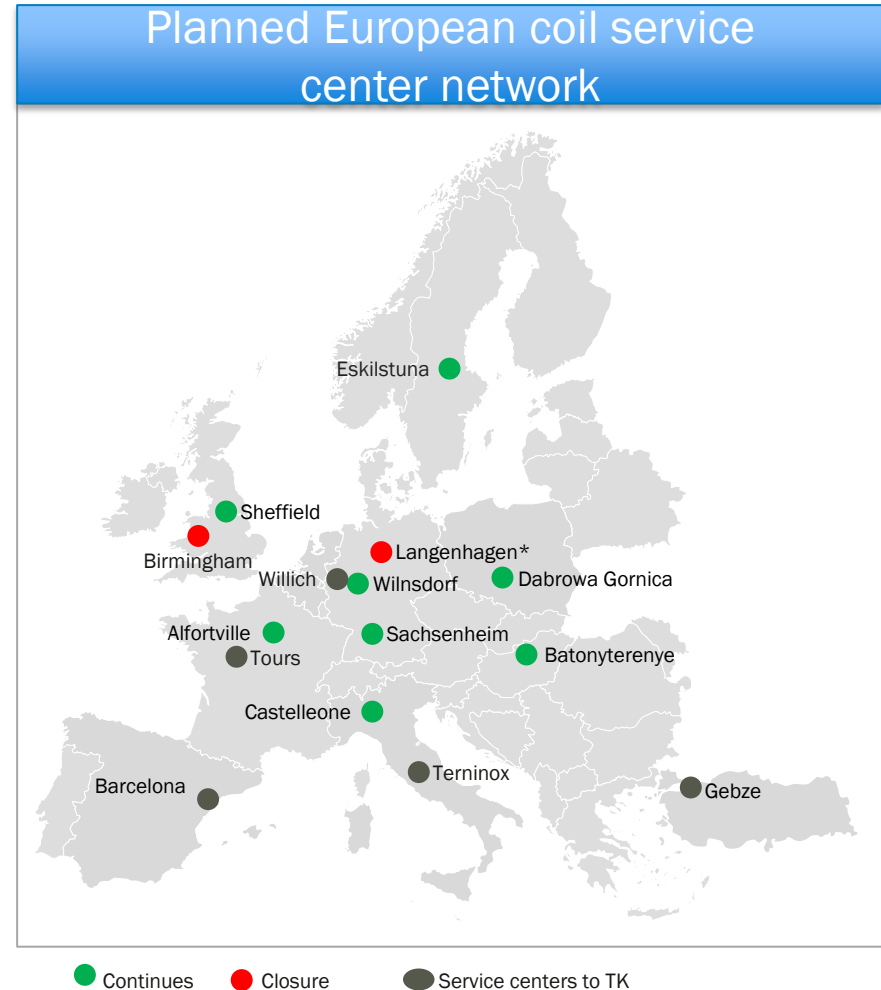 Planned European coil service
center network
Eskilstuna
Sheffield
Birmingham
Langenhagen*
Willich
Wilnsdorf
Dabrowa Gornica
Alfortville
Sachsenheim
Tours
Batonyterenye
Castelleone
Terninox
Barcelona
Gebze
Continues
Closure
Service centers to TK